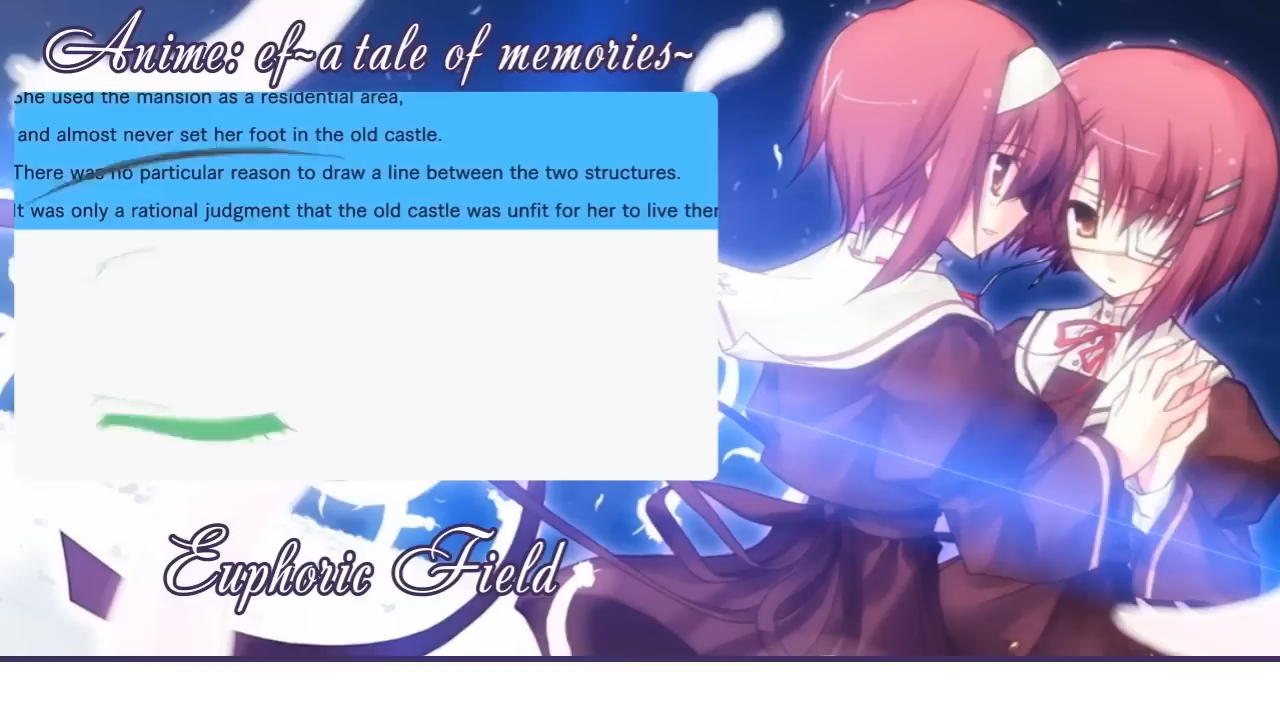 Anime: ef~a tale of memories~
She used the mansion as a residential area,
and almost never set her foot in the old castle.
There was no particular reason to draw a line between the two structures.
It was only a rational judgment that the old castle was unfit for her to live ther
Euphoric Field